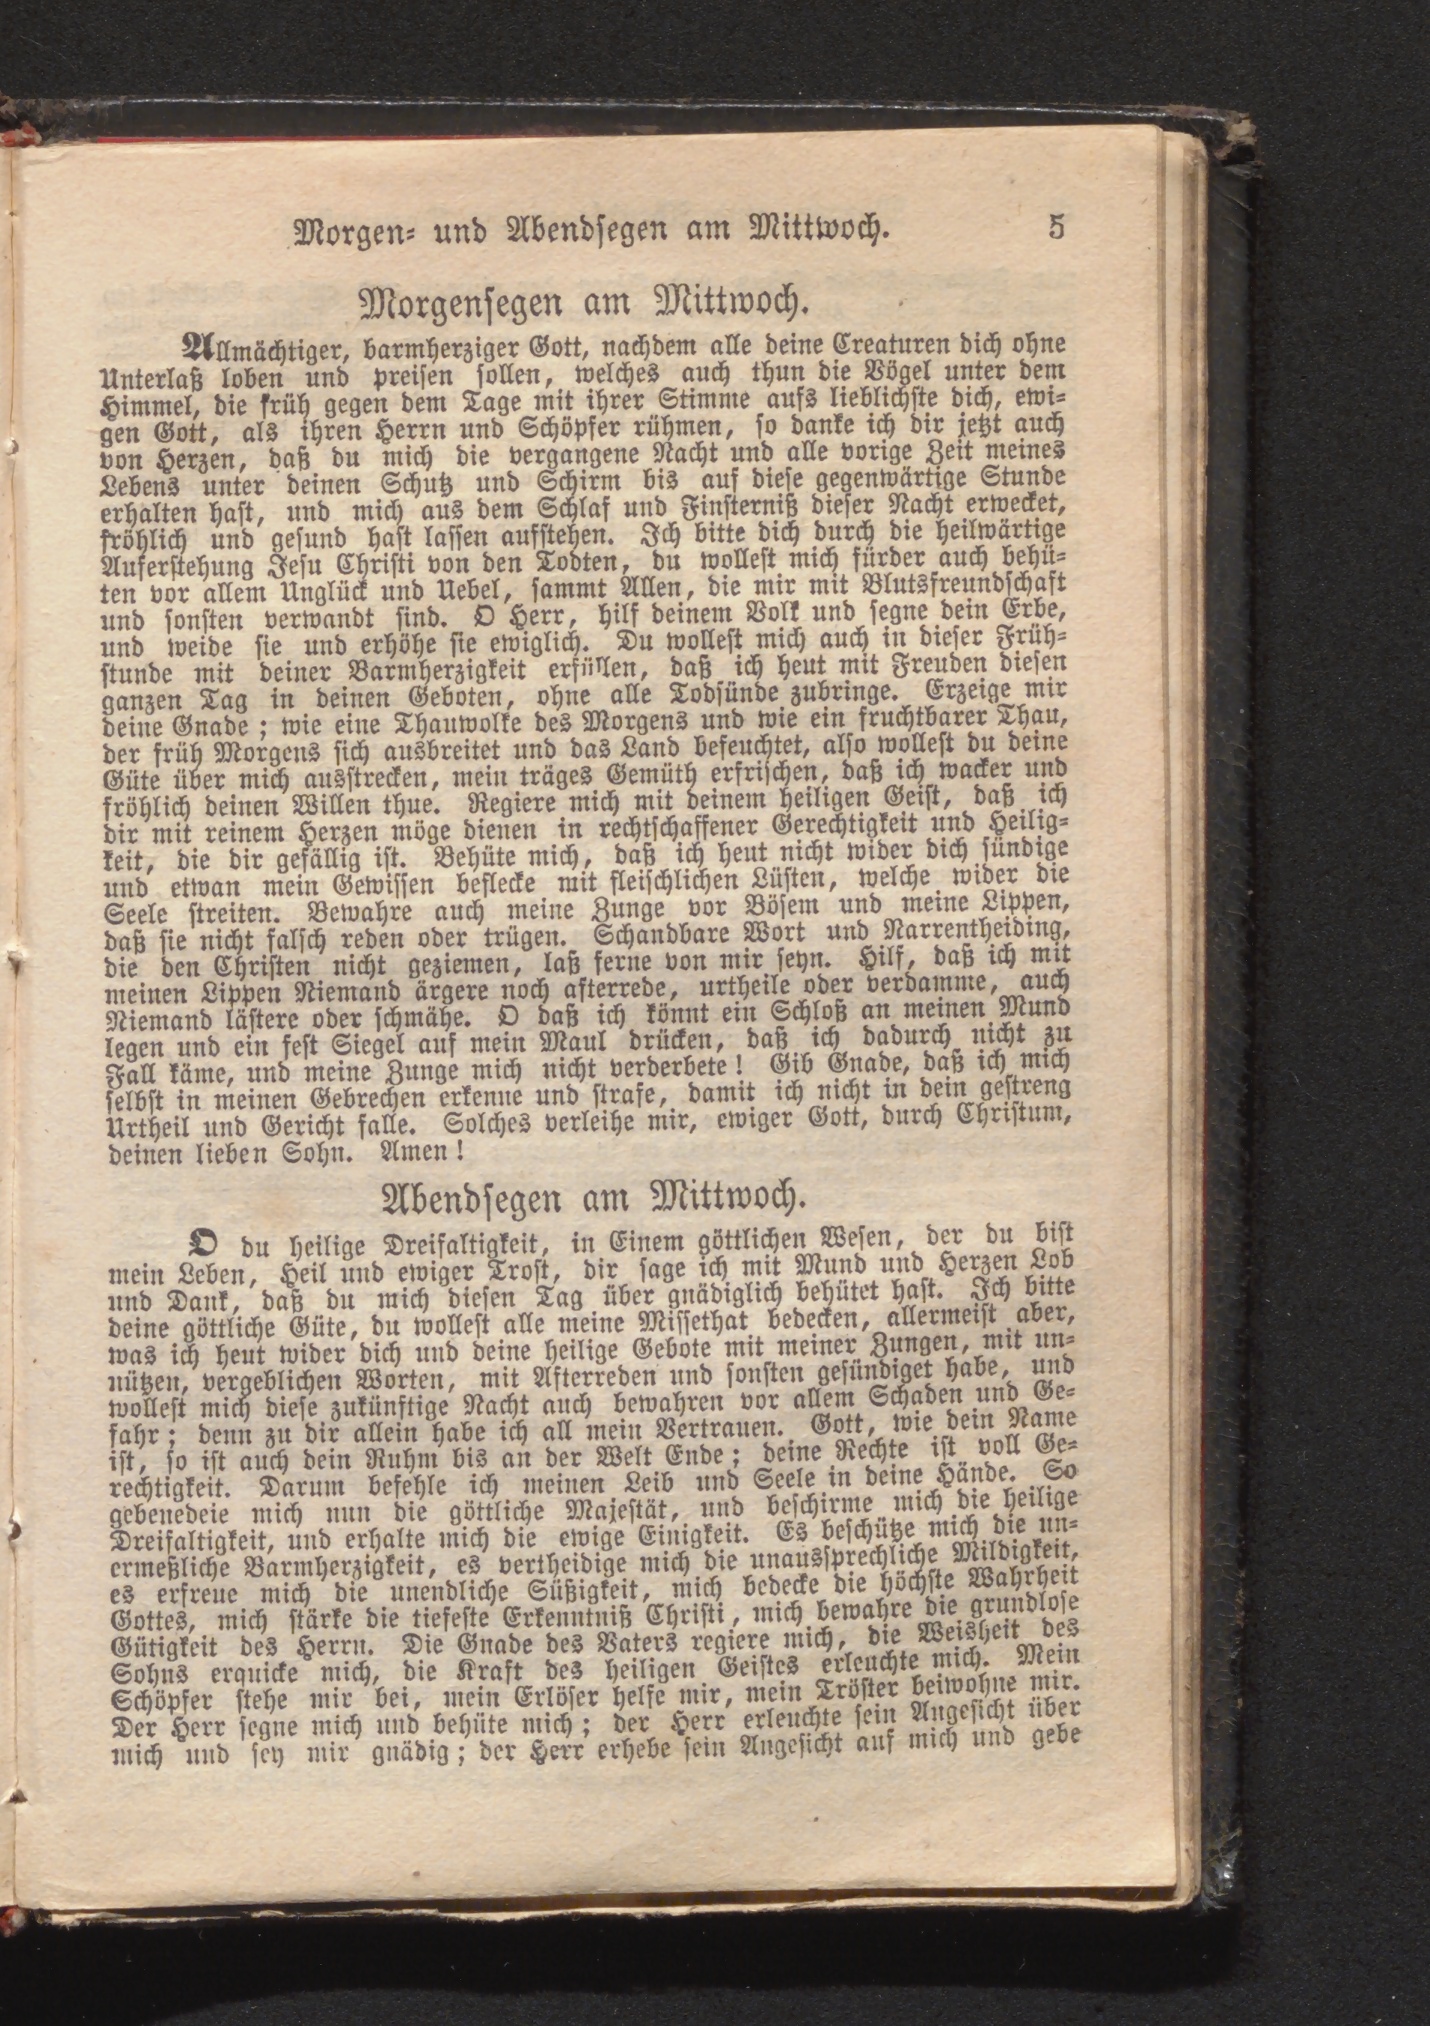 Morgen- und Abendsegen am Mittwoch. 5
Morgensegen am Mittwoch.
Allmächtiger, barmherziger Gott, nachdem alle deine Creaturen dich ohne
Unterlaß loben und preisen sollen, welches auch thun die Vögel unter dem
Himmel, die früh gegen dem Tage mit ihrer Stimme aufs lieblichste dich, ewi-
gen Gott, als ihren Herrn und Schöpfer rühmen, so danke ich dir jetzt auch
von Herzen, daß du mich die vergangene Nacht und alle vorige Zeit meines
Lebens unter deinen Schutz und Schirm bis auf diese gegenwärtige Stunde
erhalten hast, und mich aus dem Schlaf und Finsterniß dieser Nacht erwecket,
fröhlich und gesund hast lassen aufstehen. Ich bitte dich durch die heilwärtige
Auferstehung Jesu Christi von den Todten, du wollest mich fürder auch behü-
ten vor allem Unglück und Uebel, sammt Allen, die mir mit Blutsfreundschaft
und sonsten verwandt sind. O Herr, hilf deinem Volk und segne dein Erbe,
und weide sie und erhöhe sie ewiglich. Du wollest mich auch in dieser Früh-
stunde mit deiner Barmherzigkeit erfüllen, daß ich heut mit Freuden diesen
ganzen Tag in deinen Geboten, ohne alle Todsünde zubringe. Erzeige mir
deine Gnade; wie eine Thauwolke des Morgens und wie ein fruchtbarer Thau,
der früh Morgens sich ausbreitet und das Land befeuchtet, also wollest du deine
Güte über mich ausstrecken, mein träges Gemüth erfrischen, daß ich wacker und
fröhlich deinen Willen thue. Regiere mich mit deinem heiligen Geist, daß ich
dir mit reinem Herzen möge dienen in rechtschaffener Gerechtigkeit und Heilig-
keit, die dir gefällig ist. Behüte mich, daß ich heut nicht wider dich sündige
und etwan mein Gewissen beflecke mit fleischlichen Lüsten, welche wider die
Seele streiten. Bewahre auch meine Zunge vor Bösem und meine Lippen,
daß sie nicht falsch reden oder trügen. Schandbare Wort und Narrentheiding,
die den Christen nicht geziemen, laß ferne von mir seyn. Hilf, daß ich mit
meinen Lippen Niemand ärgere noch afterrede, urtheile oder verdamme, auch
Niemand lästere oder schmähe. O daß ich könnt ein Schloß an meinen Mund
legen und ein fest Siegel auf mein Maul drücken, daß ich dadurch nicht zu
Fall käme, und meine Zunge mich nicht verderbete! Gib Gnade, daß ich mich
selbst in meinen Gebrechen erkenne und strafe, damit ich nicht in dein gestreng
Urtheil und Gericht falle. Solches verleihe mir, ewiger Gott, durch Christum,
deinen lieben Sohn. Amen!
Abendsegen am Mittwoch.
O du heilige Dreifaltigkeit, in Einem göttlichen Wesen, der du bist
mein Leben, Heil und ewiger Trost, dir sage ich mit Mund und Herzen Lob
und Dank, daß du mich diesen Tag über gnädiglich behütet hast. Ich bitte
deine göttliche Güte, du wollest alle meine Missethat bedecken, allermeist aber,
was ich heut wider dich und deine heilige Gebote mit meiner Zungen, mit un-
nützen, vergeblichen Worten, mit Afterreden und sonsten gesündiget habe, und
wollest mich diese zukünftige Nacht auch bewahren vor allem Schaden und Ge-
fahr; denn zu dir allein habe ich all mein Vertrauen. Gott, wie dein Name
ist, so ist auch dein Ruhm bis an der Welt Ende; deine Rechte ist voll Ge-
rechtigkeit. Darum befehle ich meinen Leib und Seele in deine Hände. So
gebenedeie mich nun die göttliche Majestät, und beschirme mich die heilige
Dreifaltigkeit, und erhalte mich die ewige Einigkeit. Es beschütze mich die un-
ermeßliche Barmherzigkeit, es vertheidige mich die unaussprechliche Mildigkeit,
es erfreue mich die unendliche Süßigkeit, mich bedecke die höchste Wahrheit
Gottes, mich stärke die tiefeste Erkenntniß Christi, mich bewahre die grundlose
Gütigkeit des Herrn. Die Gnade des Vaters regiere mich, die Weisheit des
Sohns erquicke mich, die Kraft des heiligen Geistes erleuchte mich. Mein
Schöpfer stehe mir bei, mein Erlöser helfe mir, mein Tröster beiwohne mir.
Der Herr segne mich und behüte mich; der Herr erleuchte sein Angesicht über
mich und sey mir gnädig; der Herr erhebe sein Angesicht auf mich und gebe